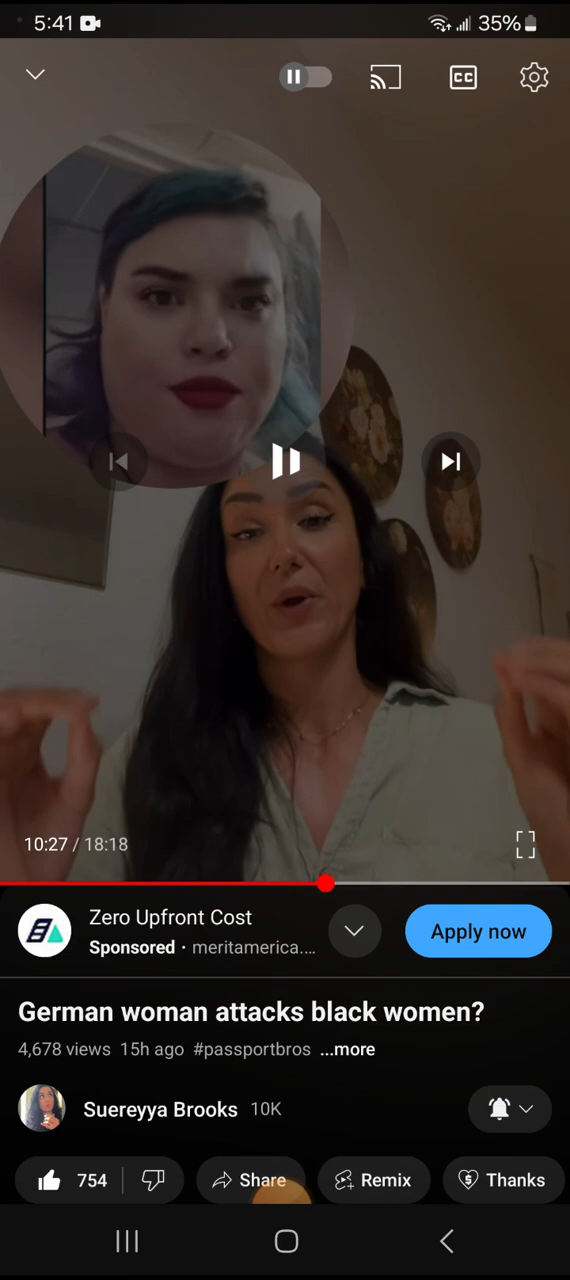 5:41 35%
CC
10:27 / 18:18
Zero Upfront Cost
Sponsored · meritamerica....
Apply now
German woman attacks black women?
4,678 views 15h ago #passportbros ...more
Suereyya Brooks 10K
754 Share Remix Thanks